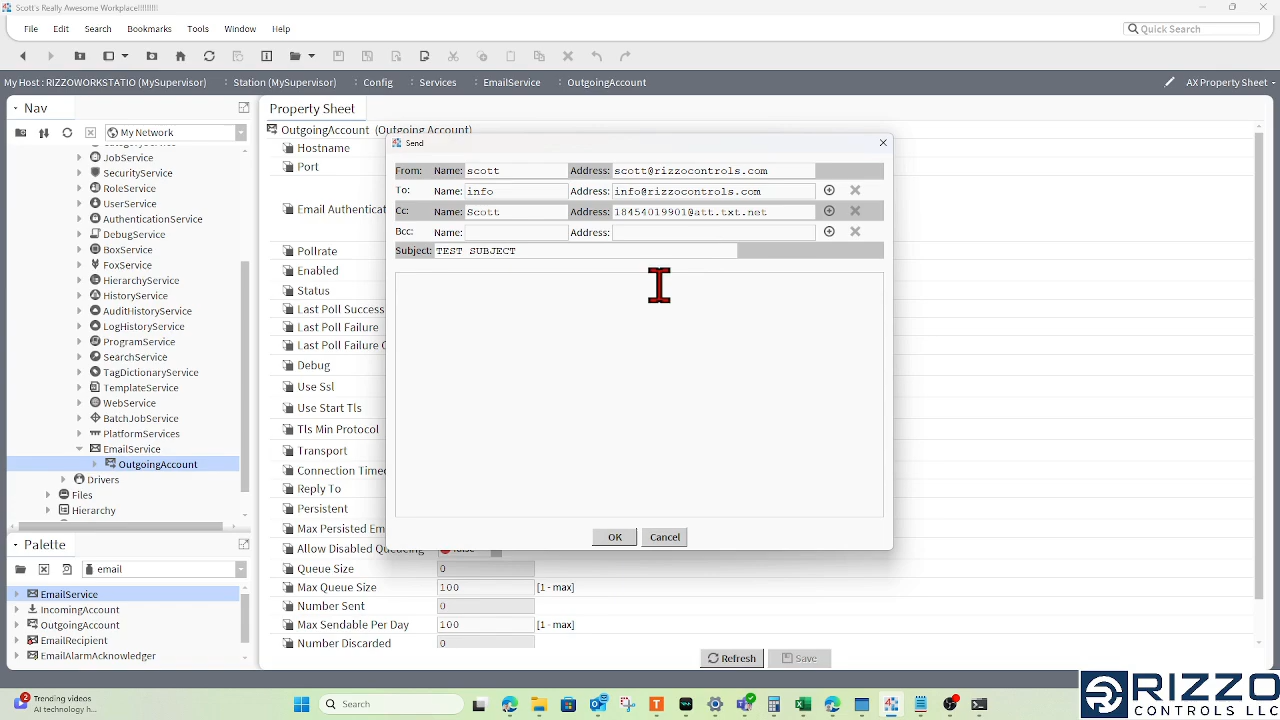 Scott's Really Awesome Workplace!!!!!!!!!
File Edit Search Bookmarks Tools Window Help
Quick Search
My Host : RIZZOWORKSTATIO (MySupervisor) Station (MySupervisor) Config Services EmailService OutgoingAccount AX Property Sheet
Nav
My Network
JobService
SecurityService
RoleService
UserService
AuthenticationService
DebugService
BoxService
FoxService
HierarchyService
HistoryService
AuditHistoryService
LogHistoryService
ProgramService
SearchService
TagDictionaryService
TemplateService
WebService
BatchJobService
PlatformServices
EmailService
OutgoingAccount
Drivers
Files
Hierarchy
Palette
email
EmailService
IncomingAccount
OutgoingAccount
EmailRecipient
EmailAlarmAcknowledger
Property Sheet
OutgoingAccount (Outgoing Account)
Hostname
Port
Email Authentica
Pollrate
Enabled
Status
Last Poll Success
Last Poll Failure
Last Poll Failure C
Debug
Use Ssl
Use Start Tls
Tls Min Protocol
Transport
Connection Timeo
Reply To
Persistent
Max Persisted Em
Allow Disabled Queueing false
Queue Size 0
Max Queue Size 100 [1 - max]
Number Sent 0
Max Sendable Per Day 100 [1 - max]
Number Discarded 0
Refresh Save
Send
From: Name: scott Address: scott@rizzocontrols.com
To: Name: info Address: info@rizzocontrols.com
Cc: Name: Scott Address: 18454019901@att.txt.net
Bcc: Name: Address:
Subject: TEST SUBJECT
OK Cancel
2
Trending videos
AI technology h...
Search
RIZZO
CONTROLS LLC